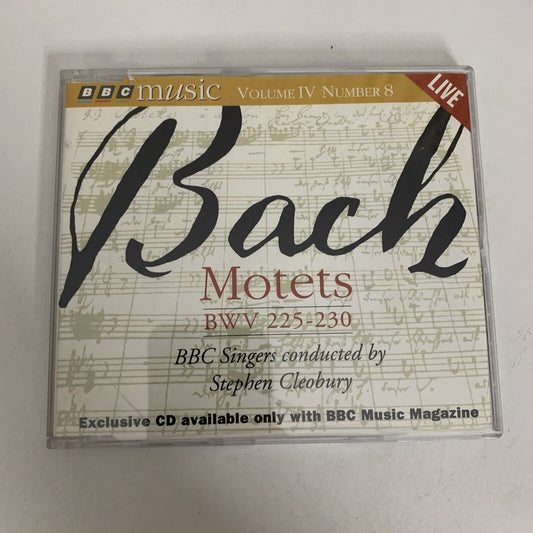 BBC music VOLUME IV NUMBER 8
LIVE
Bach
Motets
BWV 225-230
BBC Singers conducted by
Stephen Cleobury
Exclusive CD available only with BBC Music Magazine